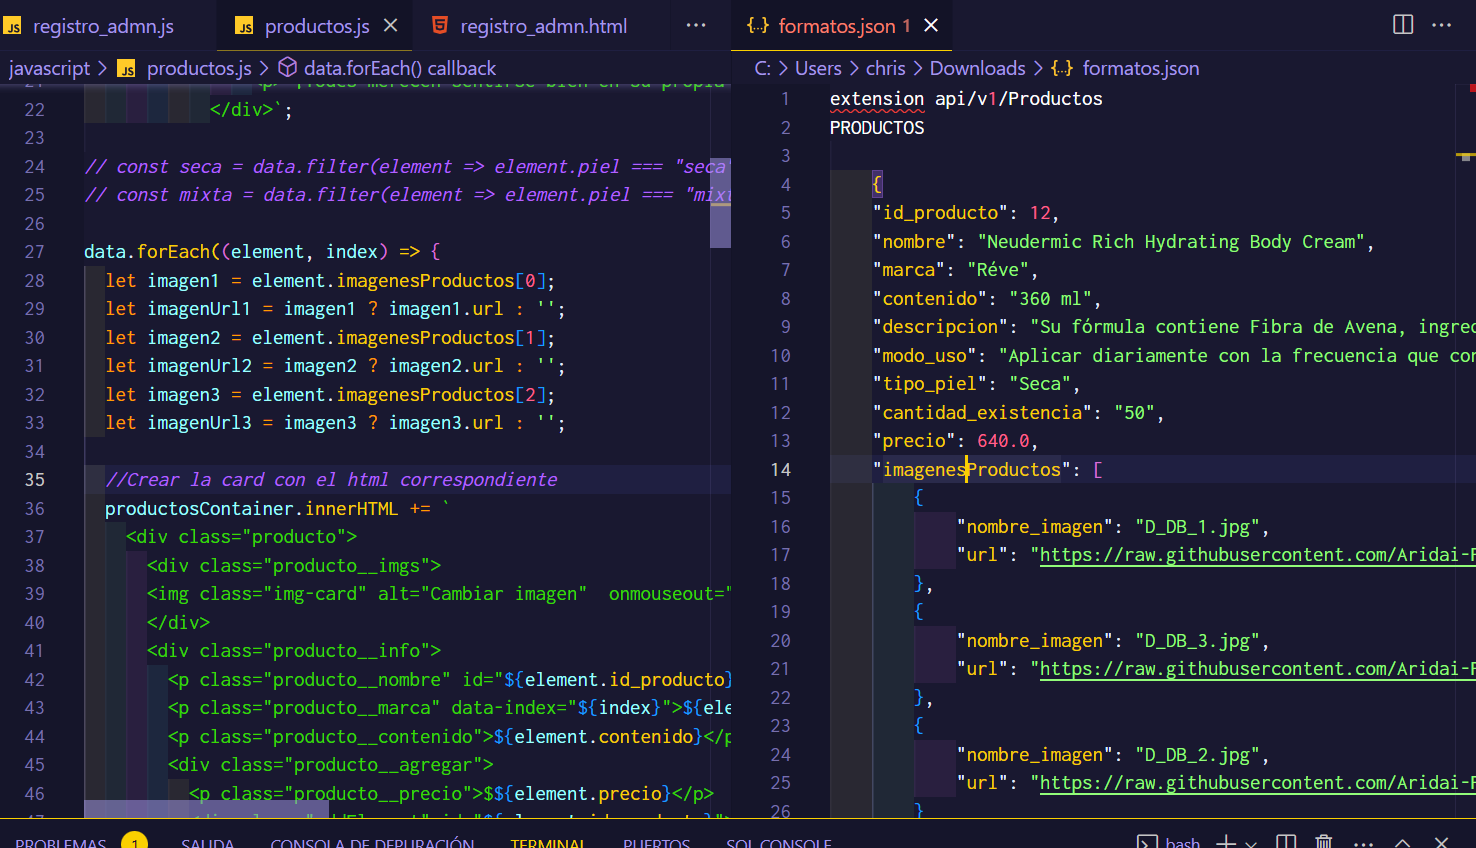 JS registro_admn.js
JS productos.js
registro_admn.html
{..} formatos.json 1
javascript > JS productos.js > data.forEach() callback
C: > Users > chris > Downloads > {..} formatos.json
22 </div>`;
23
24 // const seca = data.filter(element => element.piel === "seca"
25 // const mixta = data.filter(element => element.piel === "mixt
26
27 data.forEach((element, index) => {
28 let imagen1 = element.imagenesProductos[0];
29 let imagenUrl1 = imagen1 ? imagen1.url : '';
30 let imagen2 = element.imagenesProductos[1];
31 let imagenUrl2 = imagen2 ? imagen2.url : '';
32 let imagen3 = element.imagenesProductos[2];
33 let imagenUrl3 = imagen3 ? imagen3.url : '';
34
35 //Crear la card con el html correspondiente
36 productosContainer.innerHTML += `
37 <div class="producto">
38 <div class="producto__imgs">
39 <img class="img-card" alt="Cambiar imagen"  onmouseout="
40 </div>
41 <div class="producto__info">
42 <p class="producto__nombre" id="${element.id_producto}
43 <p class="producto__marca" data-index="${index}">${ele
44 <p class="producto__contenido">${element.contenido}</p
45 <div class="producto__agregar">
46 <p class="producto__precio">$${element.precio}</p>
1 extension api/v1/Productos
2 PRODUCTOS
3
4 {
5 "id_producto": 12,
6 "nombre": "Neudermic Rich Hydrating Body Cream",
7 "marca": "Réve",
8 "contenido": "360 ml",
9 "descripcion": "Su fórmula contiene Fibra de Avena, ingred
10 "modo_uso": "Aplicar diariamente con la frecuencia que con
11 "tipo_piel": "Seca",
12 "cantidad_existencia": "50",
13 "precio": 640.0,
14 "imagenesProductos": [
15 {
16 "nombre_imagen": "D_DB_1.jpg",
17 "url": "https://raw.githubusercontent.com/Aridai-
18 },
19 {
20 "nombre_imagen": "D_DB_3.jpg",
21 "url": "https://raw.githubusercontent.com/Aridai-
22 },
23 {
24 "nombre_imagen": "D_DB_2.jpg",
25 "url": "https://raw.githubusercontent.com/Aridai-
26 }
PROBLEMAS 1 SALIDA CONSOLA DE DEPURACIÓN TERMINAL PUERTOS SQL CONSOLE bash